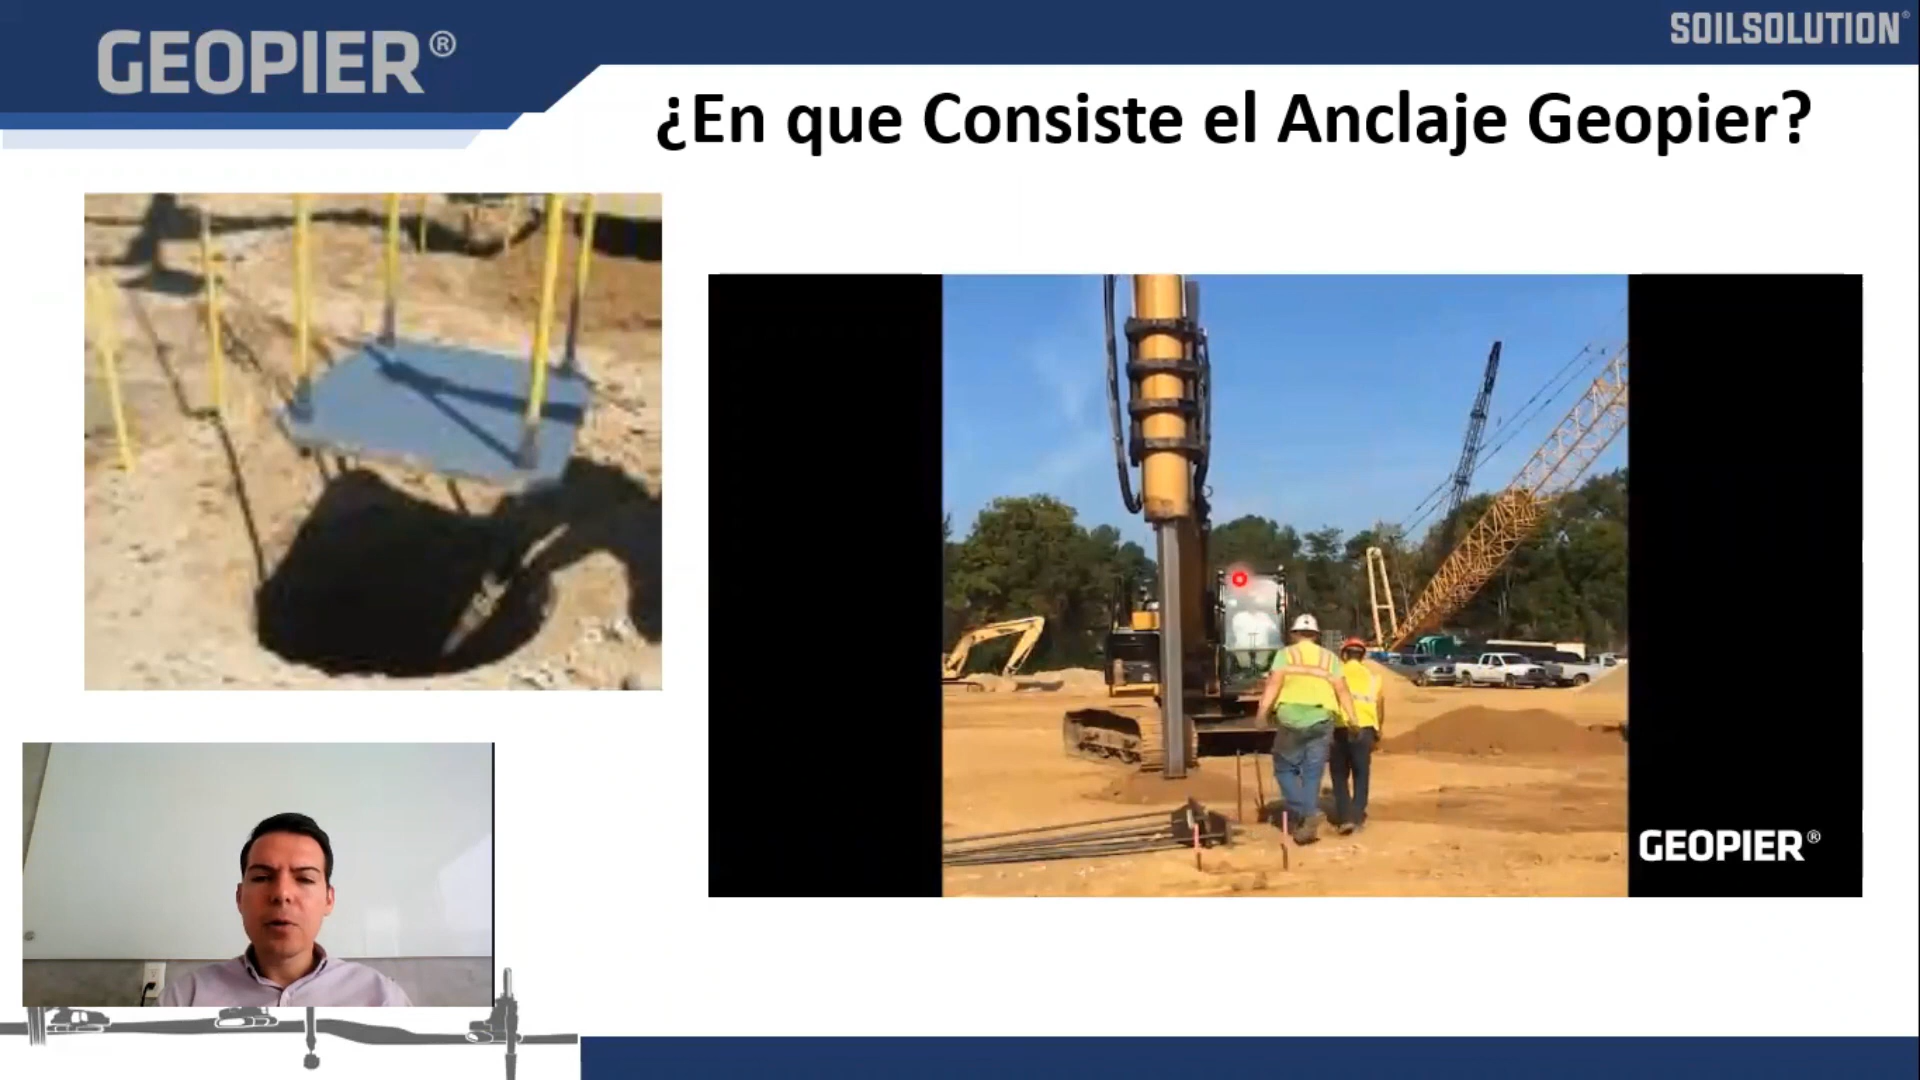 GEOPIER®
SOILSOLUTION®
¿En que Consiste el Anclaje Geopier?
GEOPIER®